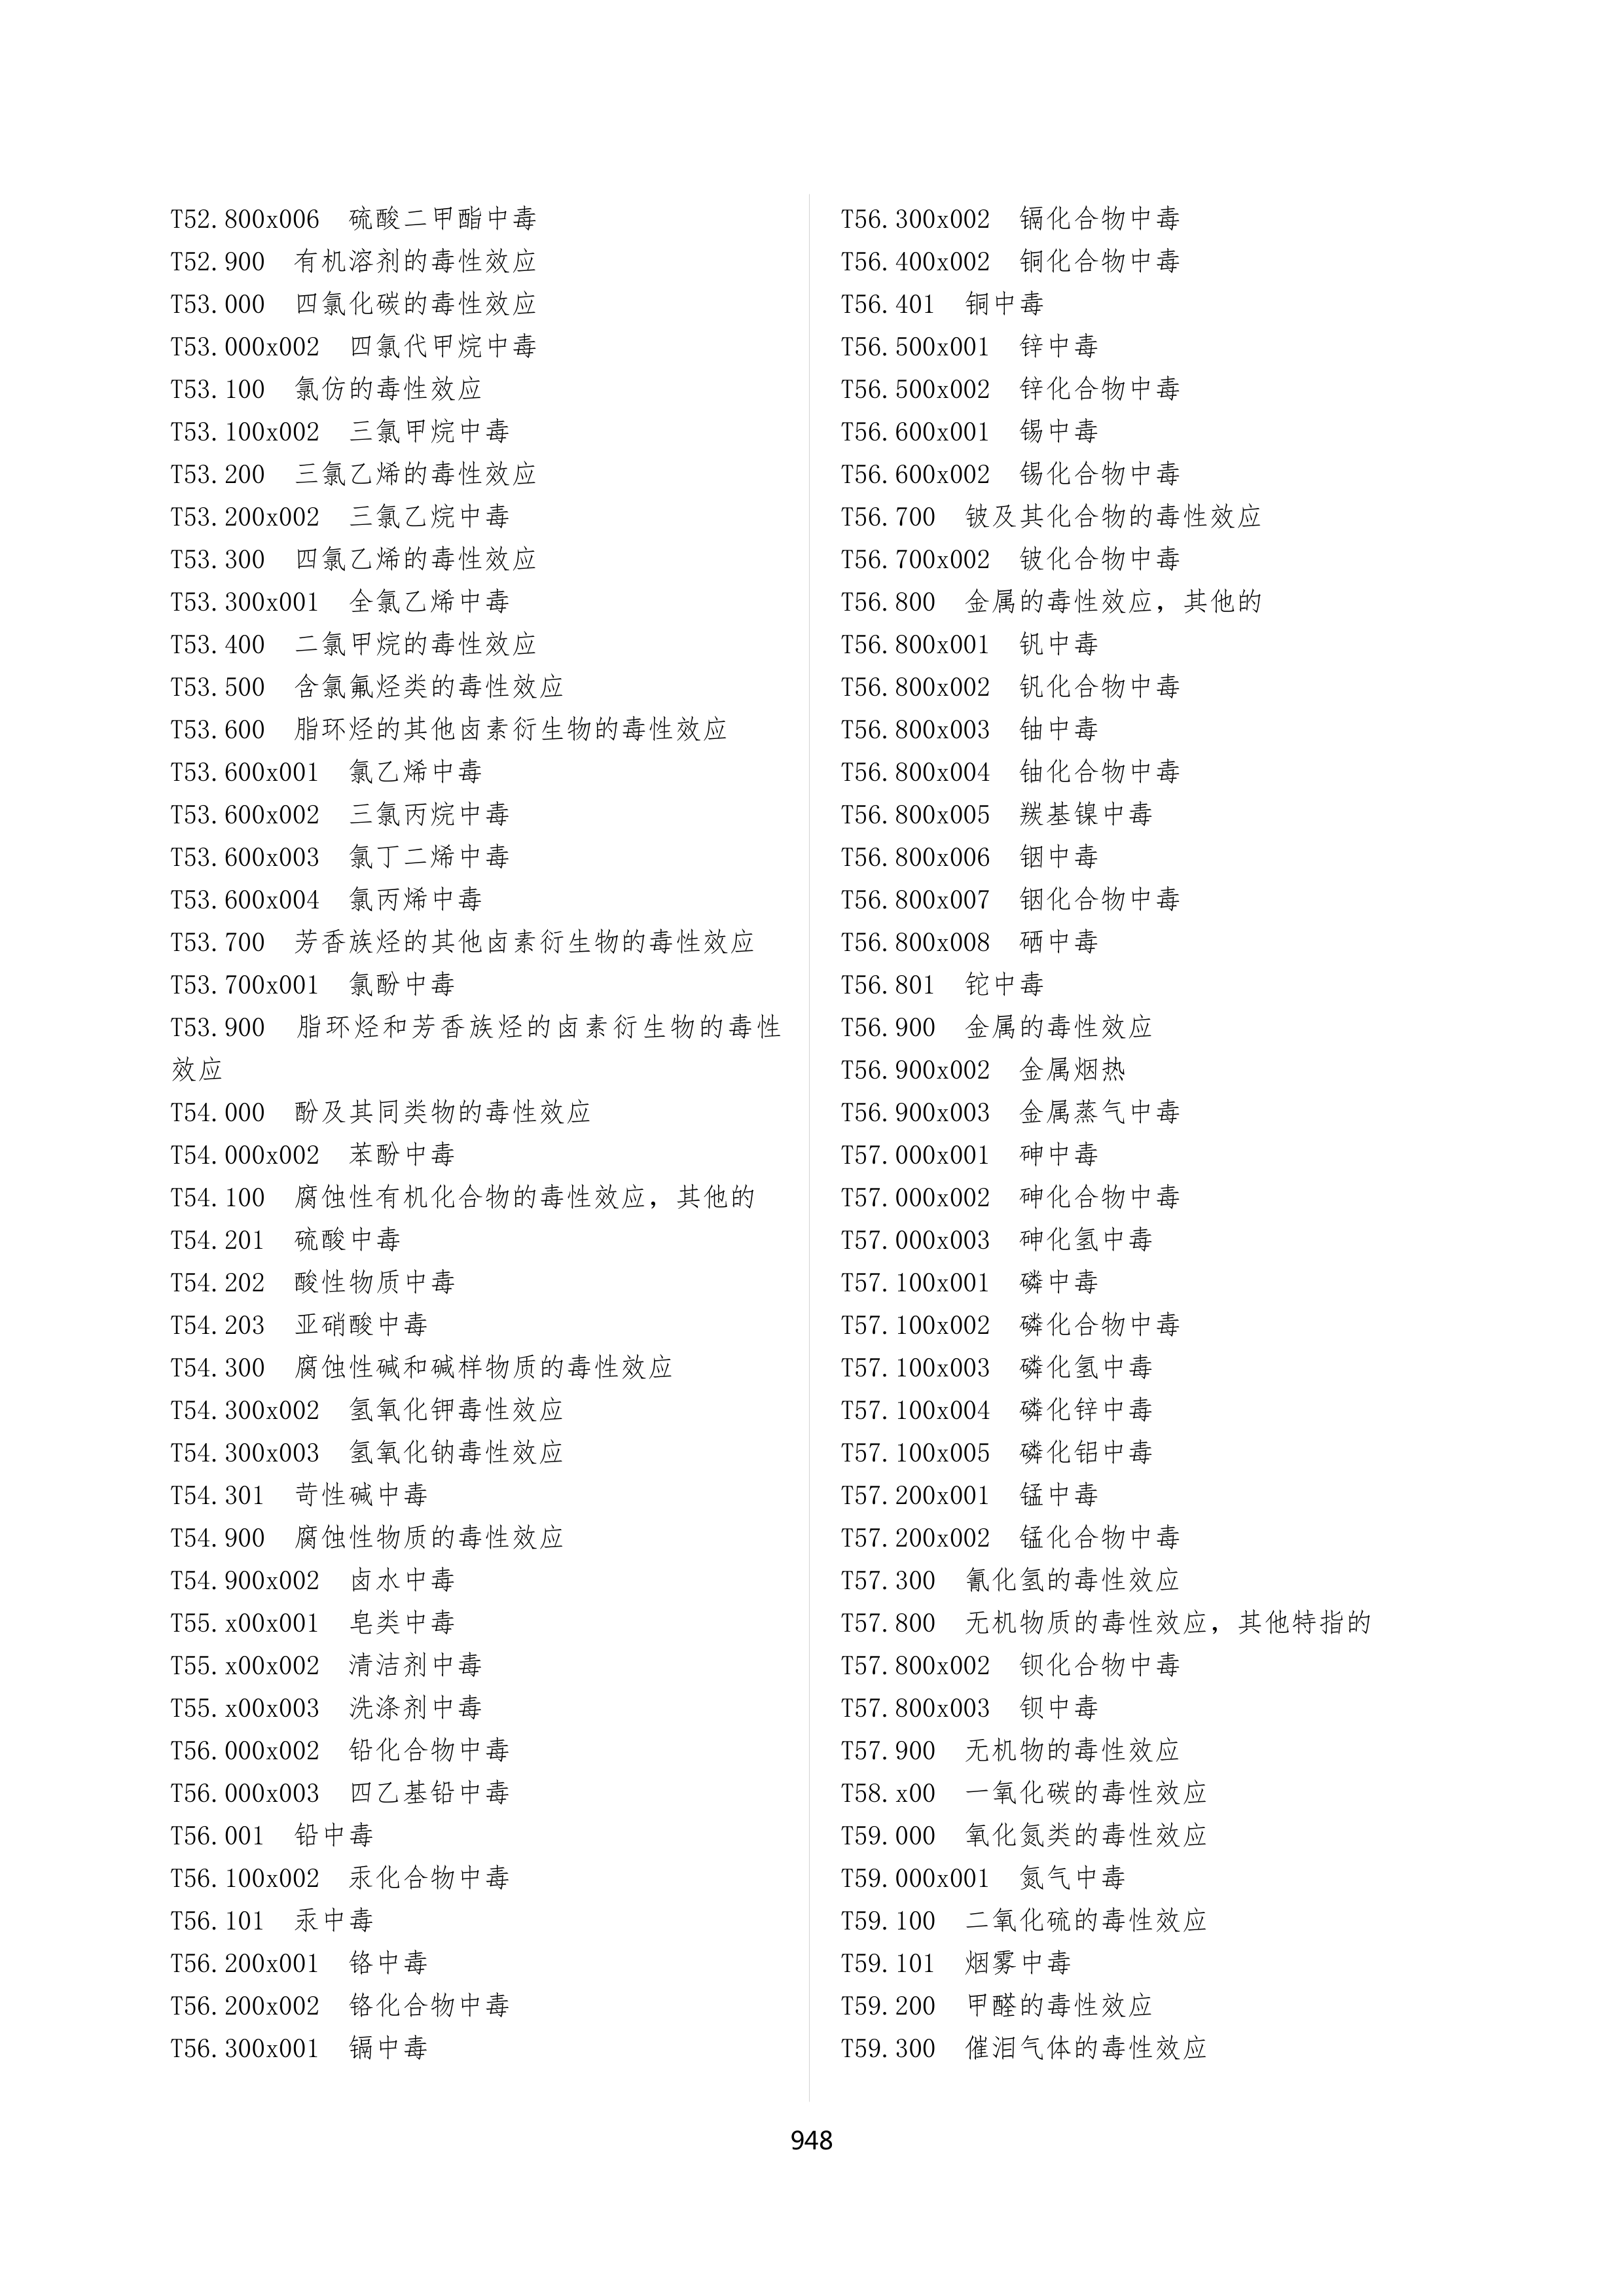 T52.800x006　硫酸二甲酯中毒
T52.900　有机溶剂的毒性效应
T53.000　四氯化碳的毒性效应
T53.000x002　四氯代甲烷中毒
T53.100　氯仿的毒性效应
T53.100x002　三氯甲烷中毒
T53.200　三氯乙烯的毒性效应
T53.200x002　三氯乙烷中毒
T53.300　四氯乙烯的毒性效应
T53.300x001　全氯乙烯中毒
T53.400　二氯甲烷的毒性效应
T53.500　含氯氟烃类的毒性效应
T53.600　脂环烃的其他卤素衍生物的毒性效应
T53.600x001　氯乙烯中毒
T53.600x002　三氯丙烷中毒
T53.600x003　氯丁二烯中毒
T53.600x004　氯丙烯中毒
T53.700　芳香族烃的其他卤素衍生物的毒性效应
T53.700x001　氯酚中毒
T53.900　脂环烃和芳香族烃的卤素衍生物的毒性
效应
T54.000　酚及其同类物的毒性效应
T54.000x002　苯酚中毒
T54.100　腐蚀性有机化合物的毒性效应，其他的
T54.201　硫酸中毒
T54.202　酸性物质中毒
T54.203　亚硝酸中毒
T54.300　腐蚀性碱和碱样物质的毒性效应
T54.300x002　氢氧化钾毒性效应
T54.300x003　氢氧化钠毒性效应
T54.301　苛性碱中毒
T54.900　腐蚀性物质的毒性效应
T54.900x002　卤水中毒
T55.x00x001　皂类中毒
T55.x00x002　清洁剂中毒
T55.x00x003　洗涤剂中毒
T56.000x002　铅化合物中毒
T56.000x003　四乙基铅中毒
T56.001　铅中毒
T56.100x002　汞化合物中毒
T56.101　汞中毒
T56.200x001　铬中毒
T56.200x002　铬化合物中毒
T56.300x001　镉中毒
T56.300x002　镉化合物中毒
T56.400x002　铜化合物中毒
T56.401　铜中毒
T56.500x001　锌中毒
T56.500x002　锌化合物中毒
T56.600x001　锡中毒
T56.600x002　锡化合物中毒
T56.700　铍及其化合物的毒性效应
T56.700x002　铍化合物中毒
T56.800　金属的毒性效应，其他的
T56.800x001　钒中毒
T56.800x002　钒化合物中毒
T56.800x003　铀中毒
T56.800x004　铀化合物中毒
T56.800x005　羰基镍中毒
T56.800x006　铟中毒
T56.800x007　铟化合物中毒
T56.800x008　硒中毒
T56.801　铊中毒
T56.900　金属的毒性效应
T56.900x002　金属烟热
T56.900x003　金属蒸气中毒
T57.000x001　砷中毒
T57.000x002　砷化合物中毒
T57.000x003　砷化氢中毒
T57.100x001　磷中毒
T57.100x002　磷化合物中毒
T57.100x003　磷化氢中毒
T57.100x004　磷化锌中毒
T57.100x005　磷化铝中毒
T57.200x001　锰中毒
T57.200x002　锰化合物中毒
T57.300　氰化氢的毒性效应
T57.800　无机物质的毒性效应，其他特指的
T57.800x002　钡化合物中毒
T57.800x003　钡中毒
T57.900　无机物的毒性效应
T58.x00　一氧化碳的毒性效应
T59.000　氧化氮类的毒性效应
T59.000x001　氮气中毒
T59.100　二氧化硫的毒性效应
T59.101　烟雾中毒
T59.200　甲醛的毒性效应
T59.300　催泪气体的毒性效应
948